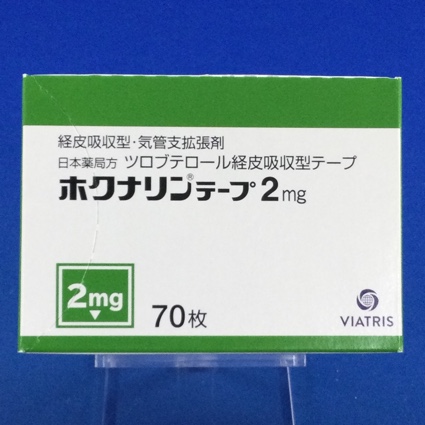 経皮吸収型・気管支拡張剤
日本薬局方 ツロブテロール経皮吸収型テープ
ホクナリン®テープ2mg
2mg
70枚
VIATRIS